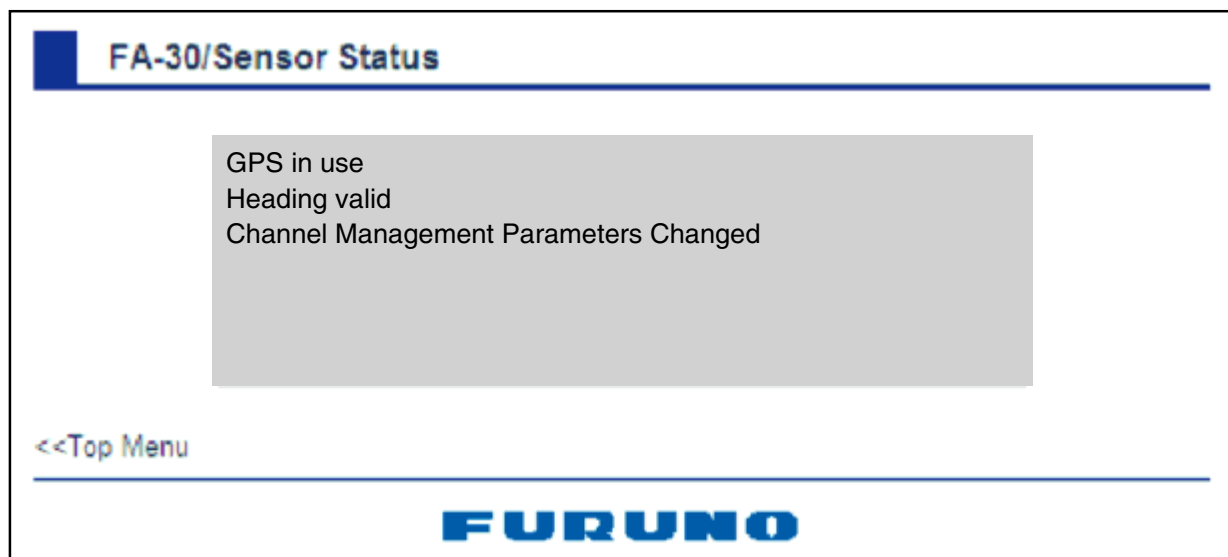 FA-30/Sensor Status
GPS in use
Heading valid
Channel Management Parameters Changed
<<Top Menu
FURUNO